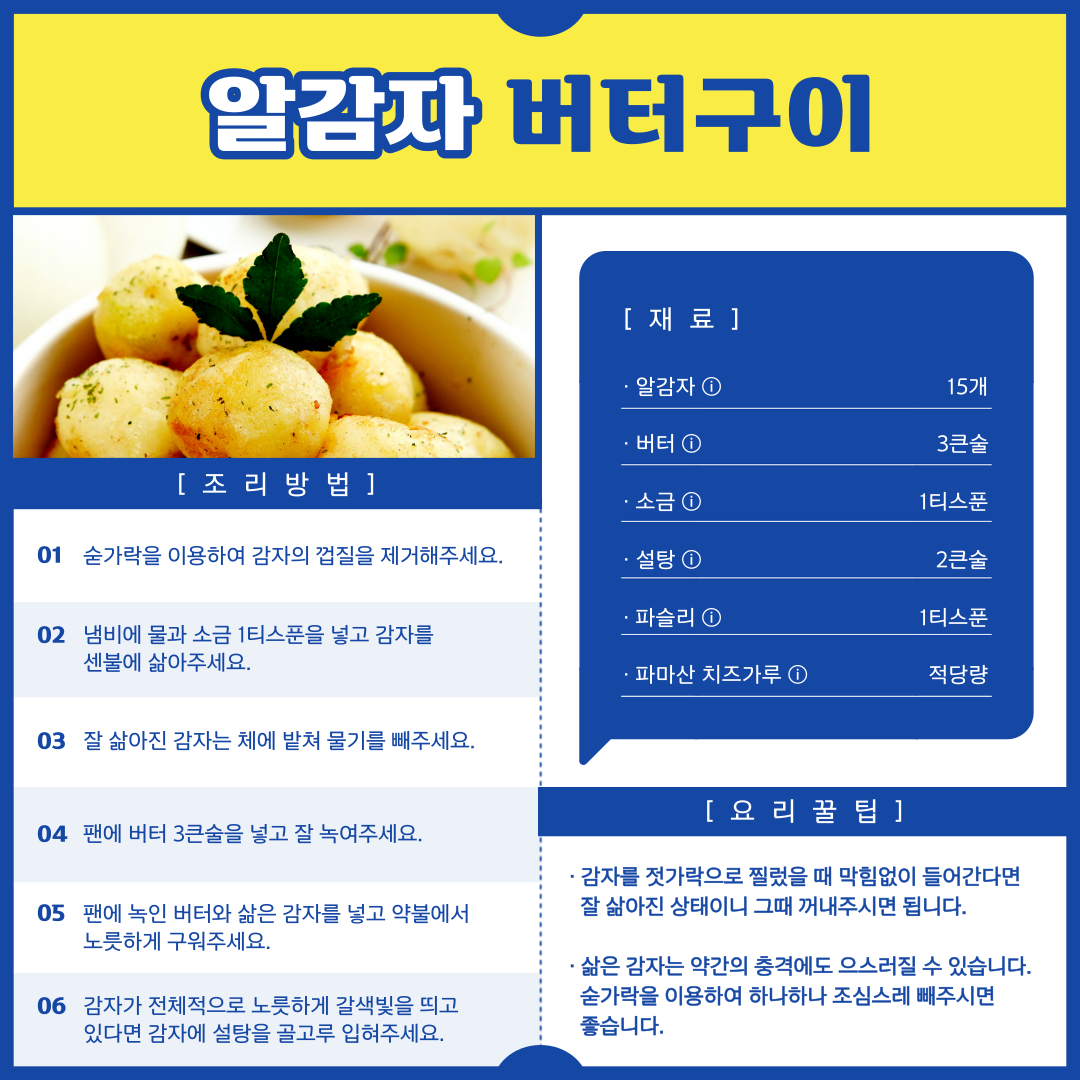 알감자 버터구이
[ 조 리 방 법 ]
01 숟가락을 이용하여 감자의 껍질을 제거해주세요.
02 냄비에 물과 소금 1티스푼을 넣고 감자를
센불에 삶아주세요.
03 잘 삶아진 감자는 체에 밭쳐 물기를 빼주세요.
04 팬에 버터 3큰술을 넣고 잘 녹여주세요.
05 팬에 녹인 버터와 삶은 감자를 넣고 약불에서
노릇하게 구워주세요.
06 감자가 전체적으로 노릇하게 갈색빛을 띄고
있다면 감자에 설탕을 골고루 입혀주세요.
[ 재 료 ]
· 알감자 ⓘ 15개
· 버터 ⓘ 3큰술
· 소금 ⓘ 1티스푼
· 설탕 ⓘ 2큰술
· 파슬리 ⓘ 1티스푼
· 파마산 치즈가루 ⓘ 적당량
[ 요 리 꿀 팁 ]
· 감자를 젓가락으로 찔렀을 때 막힘없이 들어간다면
잘 삶아진 상태이니 그때 꺼내주시면 됩니다.
· 삶은 감자는 약간의 충격에도 으스러질 수 있습니다.
숟가락을 이용하여 하나하나 조심스레 빼주시면
좋습니다.